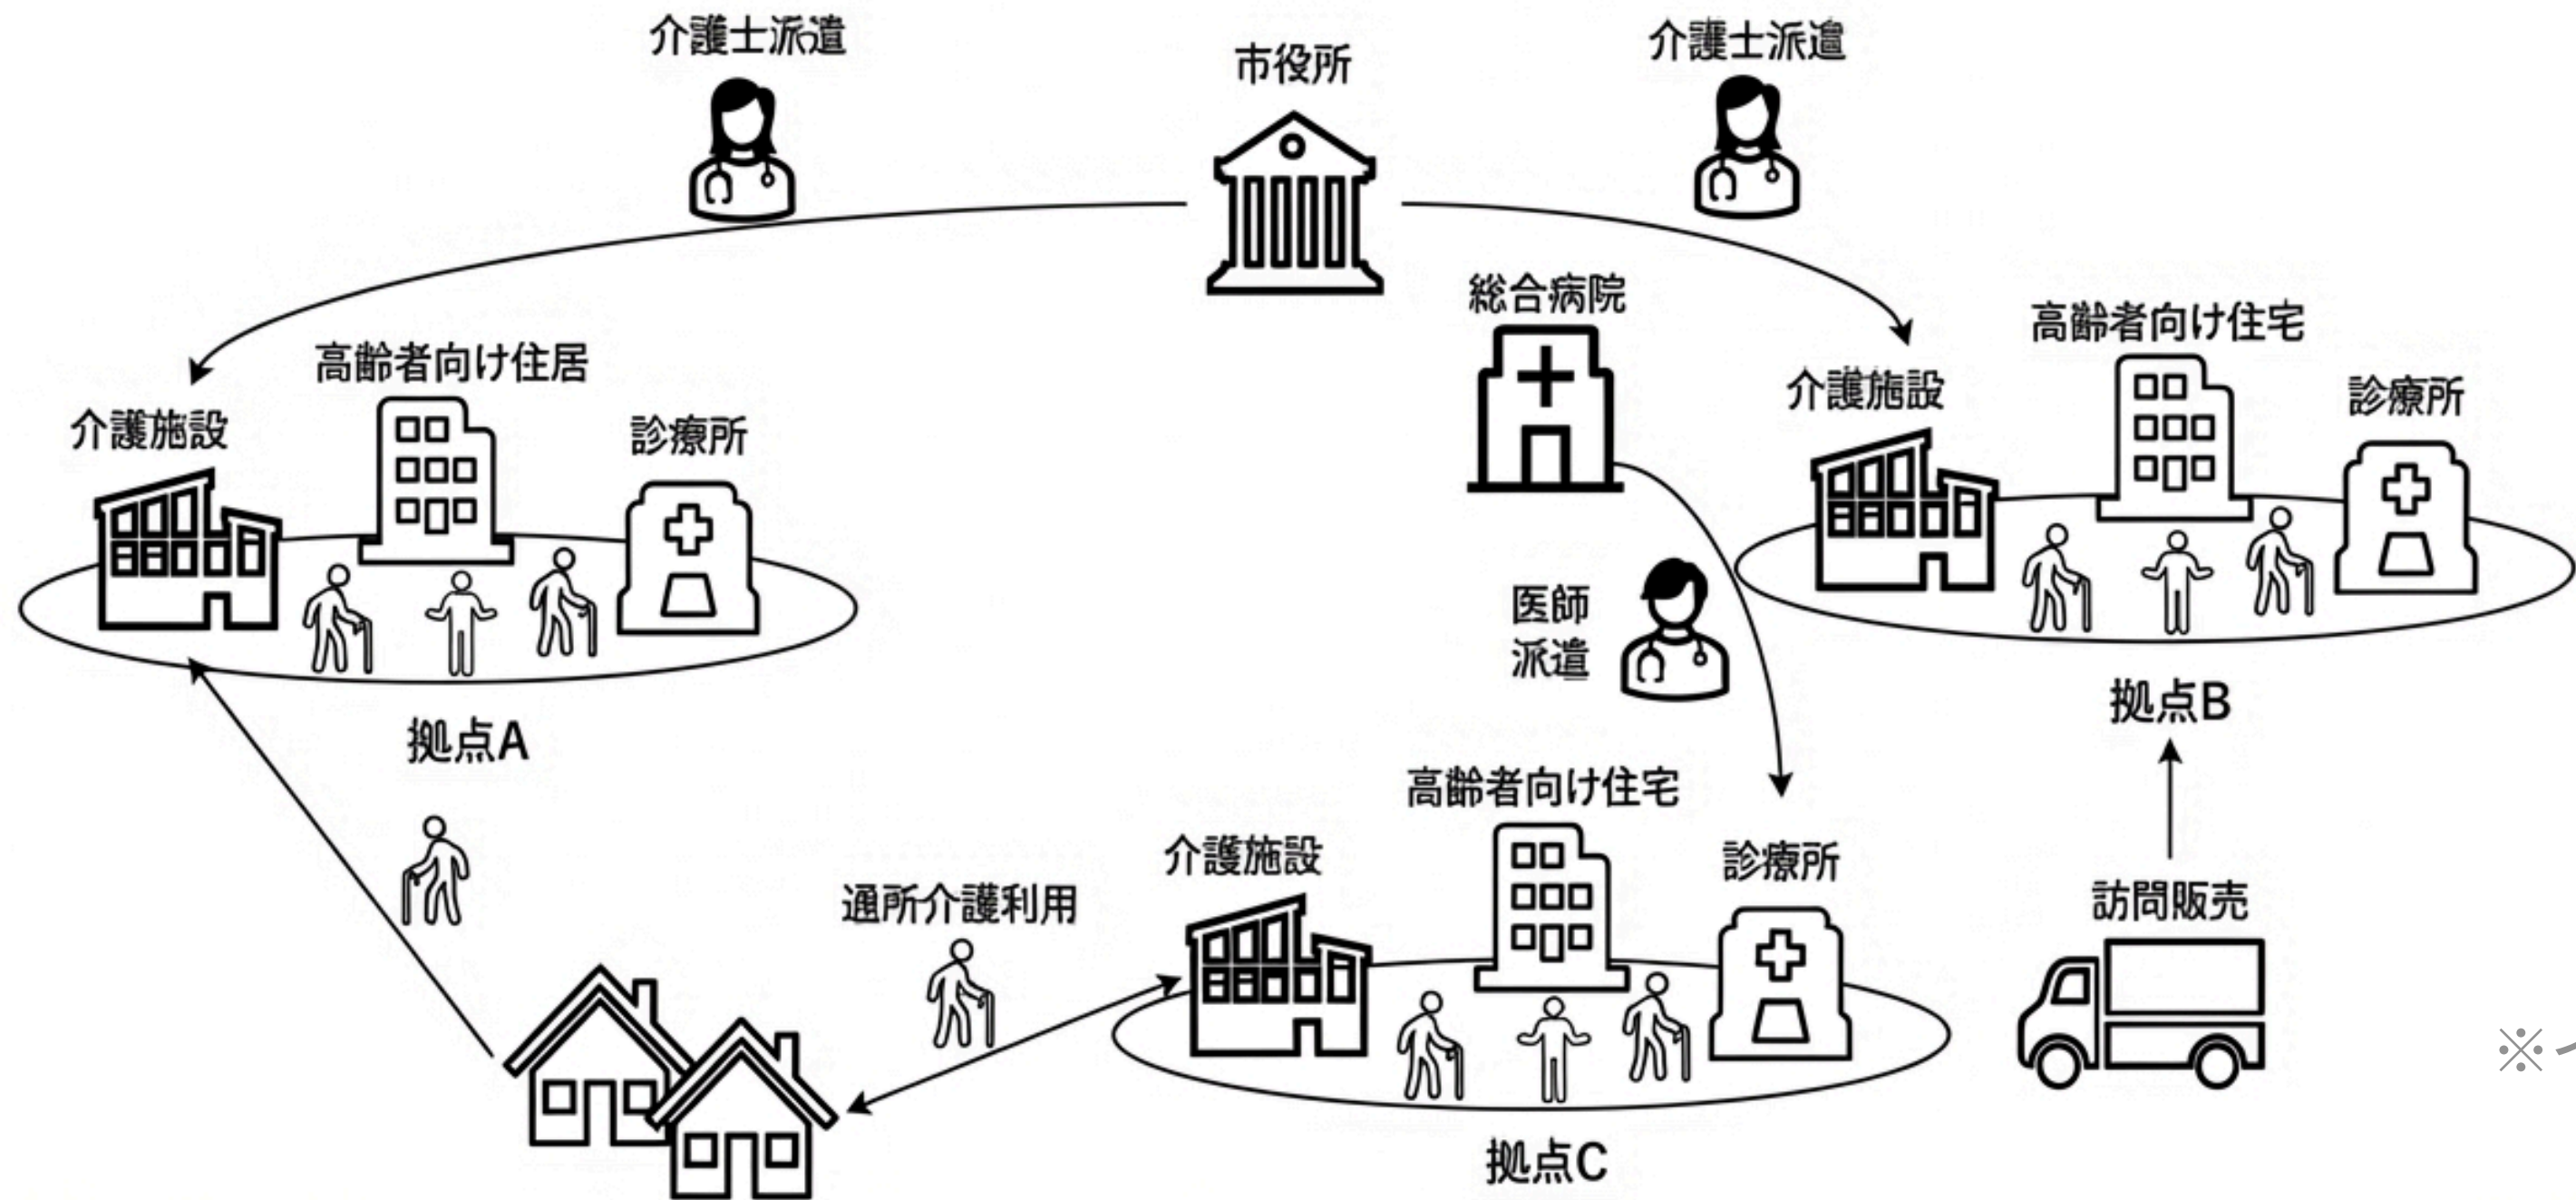 介護士派遣
市役所
介護士派遣
総合病院
高齢者向け住宅
高齢者向け住居
介護施設
診療所
介護施設
診療所
医師
派遣
拠点B
拠点A
高齢者向け住宅
介護施設
診療所
通所介護利用
訪問販売
拠点C
※